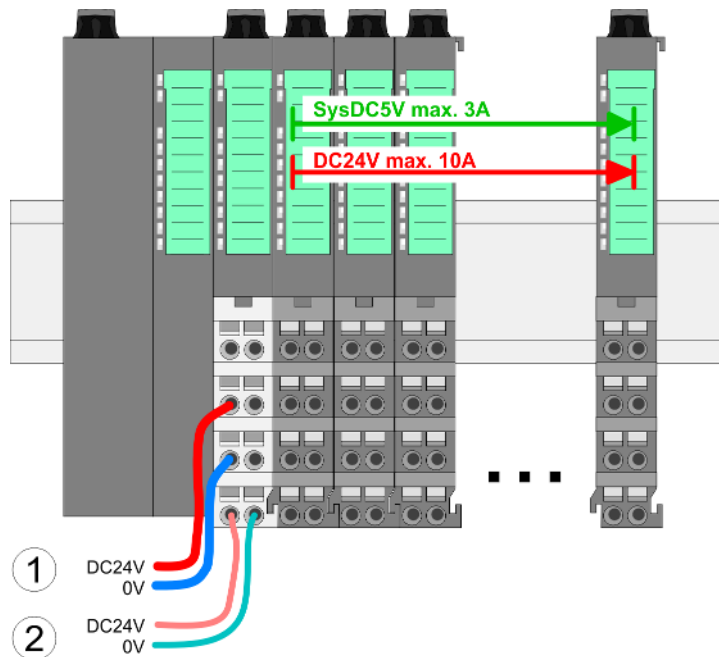 SysDC5V max. 3A
DC24V max. 10A
1 DC24V
0V
2 DC24V
0V